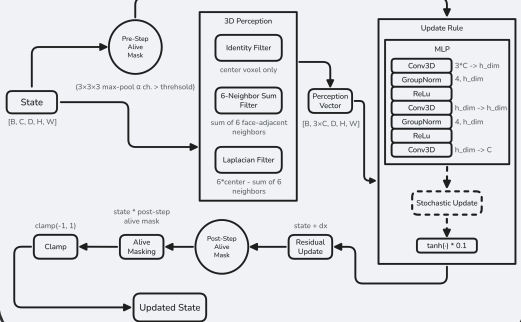 3D Perception
Update Rule
Pre-Step
Alive
Mask
Identity Filter
center voxel only
MLP
Conv3D 3*C -> h_dim
GroupNorm 4, h_dim
ReLu
Conv3D h_dim -> h_dim
GroupNorm 4, h_dim
ReLu
Conv3D h_dim -> C
(3×3×3 max-pool α ch. > threhsold)
State
[B, C, D, H, W]
6-Neighbor Sum
Filter
sum of 6 face-adjacent
neighbors
Perception
Vector
[B, 3×C, D, H, W]
Laplacian Filter
6*center - sum of 6
neighbors
Stochastic Update
tanh(·) * 0.1
state + dx
Residual
Update
Post-Step
Alive
Mask
state * post-step
alive mask
Alive
Masking
clamp(-1, 1)
Clamp
Updated State